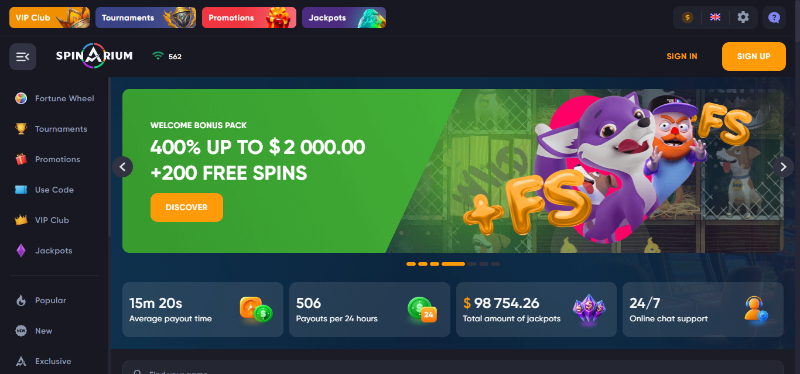 VIP Club
Tournaments
Promotions
Jackpots
SPINARIUM
562
SIGN IN
SIGN UP
Fortune Wheel
Tournaments
Promotions
Use Code
VIP Club
Jackpots
Popular
New
Exclusive
WELCOME BONUS PACK
400% UP TO $ 2 000.00
+200 FREE SPINS
DISCOVER
+FS
FS
15m 20s
Average payout time
506
Payouts per 24 hours
24
$ 98 754.26
Total amount of jackpots
24/7
Online chat support
Find your game